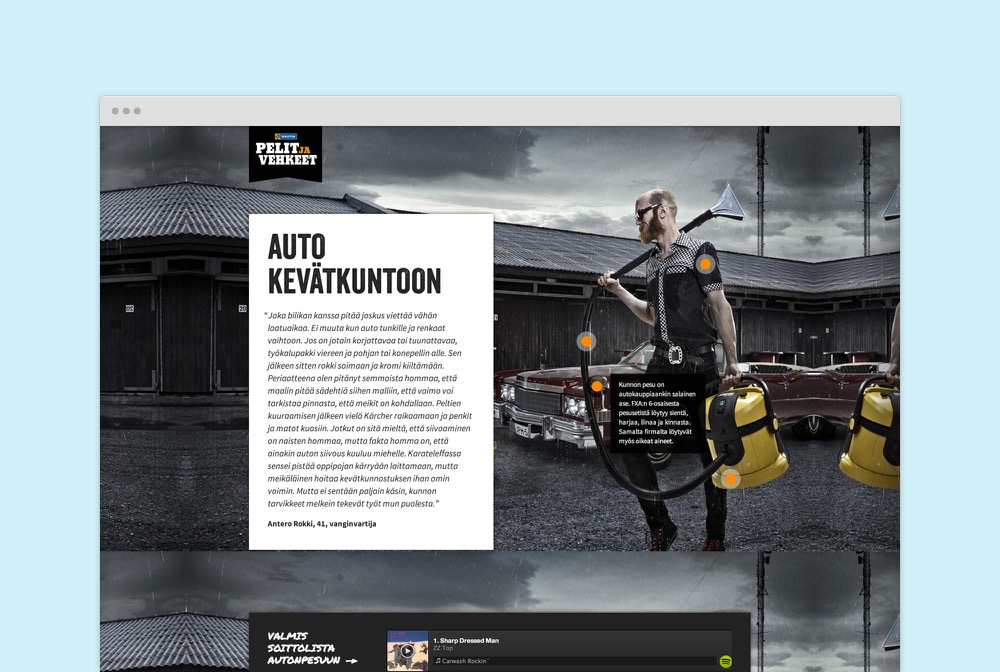 RAUTIA
PELIT JA
VEHKEET
AUTO
KEVÄTKUNTOON
"Joka bilikan kanssa pitää joskus viettää vähän
laatuaikaa. Ei muuta kun auto tunkille ja renkaat
vaihtoon. Jos on jotain korjattavaa tai tuunattavaa,
työkalupakki viereen ja pohjan tai konepellin alle. Sen
jälkeen sitten rokki soimaan ja kromi kiiltämään.
Periaatteena olen pitänyt semmoista hommaa, että
maalin pitää sädehtiä siihen malliin, että vaimo voi
tarkistaa pinnasta, että meikit on kohdallaan. Peltien
kuuraamisen jälkeen vielä Kärcher raikaamaan ja penkit
ja matot kuosiin. Jotkut on sitä mieltä, että siivoaminen
on naisten hommaa, mutta fakta homma on, että
ainakin auton siivous kuuluu miehelle. Karateleffassa
sensei pistää oppipojan kärryään laittamaan, mutta
meikäläinen hoitaa kevätkunnostuksen ihan omin
voimin. Mutta ei sentään paljain käsin, kunnon
tarvikkeet melkein tekevät työt mun puolesta."
Antero Rokki, 41, vanginvartija
Kunnon pesu on
autokauppiaankin salainen
ase. FXA:n 6-osaisesta
pesusetistä löytyy sientä,
harjaa, liinaa ja kinnasta.
Samalta firmalta löytyvät
myös oikeat aineet.
20
VALMIS
SOITTOLISTA
AUTONPESUUN →
1. Sharp Dressed Man
ZZ Top
Carwash Rockin'